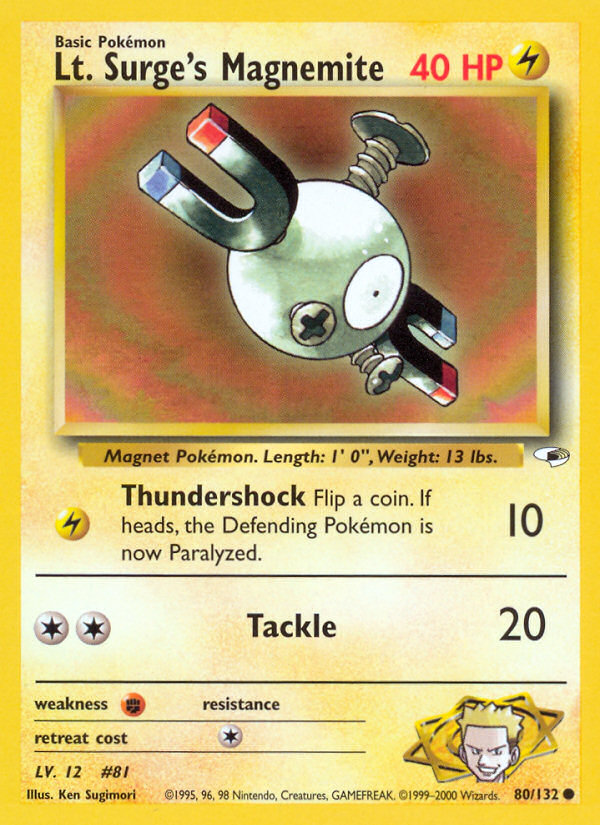 Basic Pokémon
Lt. Surge's Magnemite 40 HP
Magnet Pokémon. Length: 1' 0", Weight: 13 lbs.
Thundershock Flip a coin. If
heads, the Defending Pokémon is
now Paralyzed.
10
Tackle 20
weakness resistance
retreat cost
LV. 12 #81
Illus. Ken Sugimori ©1995, 96, 98 Nintendo, Creatures, GAMEFREAK. ©1999-2000 Wizards. 80/132